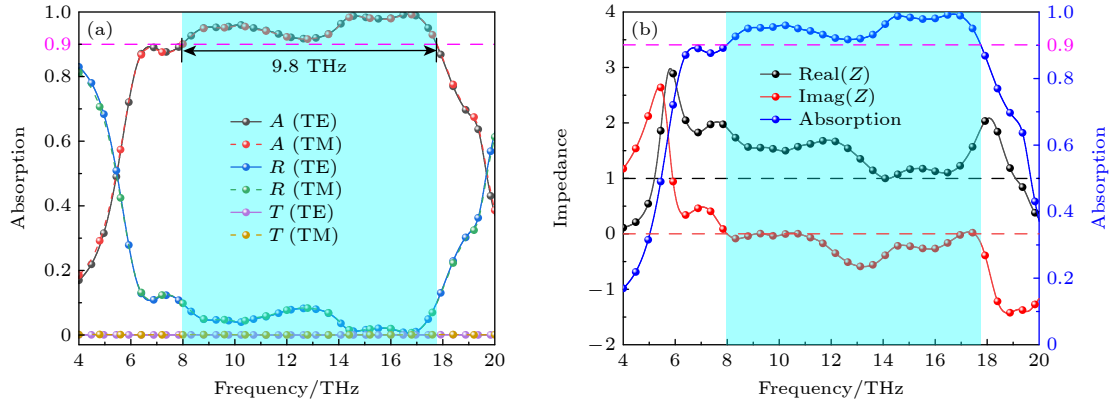 (a)
1.0
0.9
0.8
0.6
0.4
0.2
0
Absorption
9.8 THz
A (TE)
A (TM)
R (TE)
R (TM)
T (TE)
T (TM)
4 6 8 10 12 14 16 18 20
Frequency/THz
(b)
4
3
2
1
0
−1
−2
Impedance
Real(Z)
Imag(Z)
Absorption
1.0
0.9
0.8
0.6
0.4
0.2
0
Absorption
4 6 8 10 12 14 16 18 20
Frequency/THz